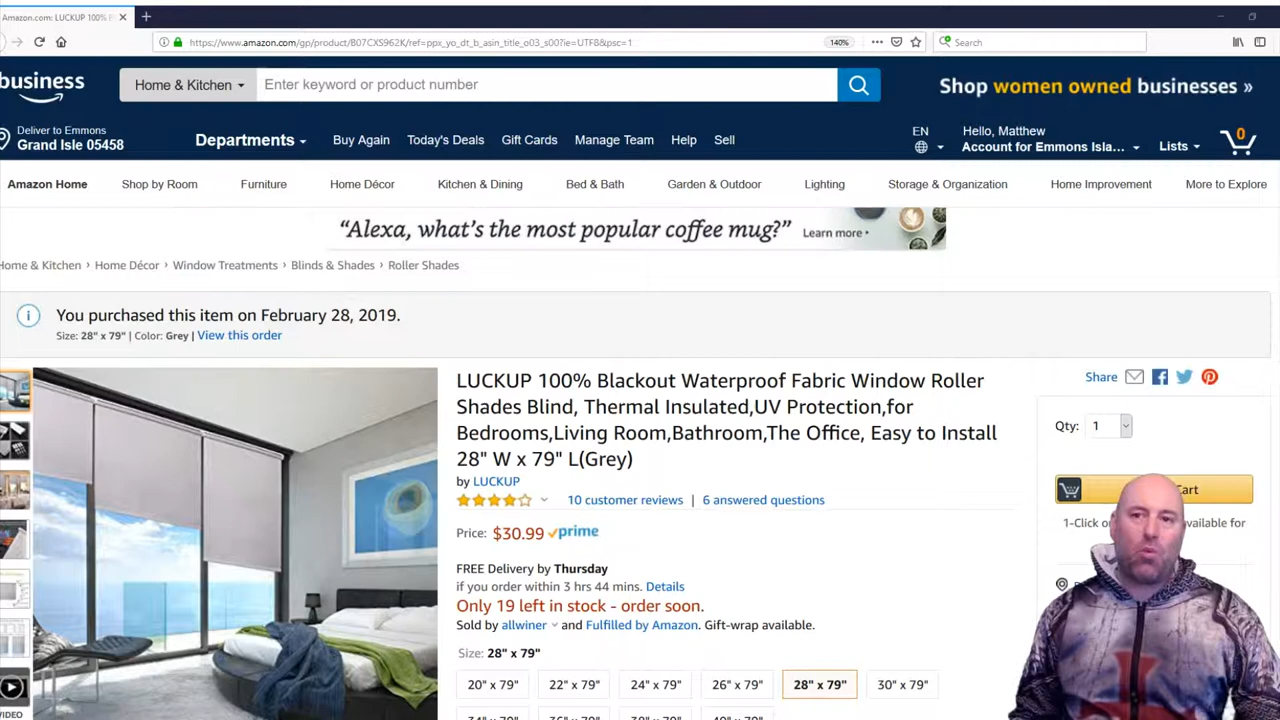 Amazon.com: LUCKUP 100% B
https://www.amazon.com/gp/product/B07CXS962K/ref=ppx_yo_dt_b_asin_title_o03_s00?ie=UTF8&psc=1
140%
Search
business
Home & Kitchen
Enter keyword or product number
Shop women owned businesses »
Deliver to Emmons
Grand Isle 05458
Departments
Buy Again
Today's Deals
Gift Cards
Manage Team
Help
Sell
EN
Hello, Matthew
Account for Emmons Isla...
Lists
0
Amazon Home
Shop by Room
Furniture
Home Décor
Kitchen & Dining
Bed & Bath
Garden & Outdoor
Lighting
Storage & Organization
Home Improvement
More to Explore
“Alexa, what’s the most popular coffee mug?”
Learn more
Home & Kitchen › Home Décor › Window Treatments › Blinds & Shades › Roller Shades
You purchased this item on February 28, 2019.
Size: 28" x 79" | Color: Grey | View this order
LUCKUP 100% Blackout Waterproof Fabric Window Roller
Shades Blind, Thermal Insulated,UV Protection,for
Bedrooms,Living Room,Bathroom,The Office, Easy to Install
28" W x 79" L(Grey)
by LUCKUP
10 customer reviews | 6 answered questions
Price: $30.99 prime
FREE Delivery by Thursday
if you order within 3 hrs 44 mins. Details
Only 19 left in stock - order soon.
Sold by allwiner and Fulfilled by Amazon. Gift-wrap available.
Size: 28" x 79"
20" x 79"
22" x 79"
24" x 79"
26" x 79"
28" x 79"
30" x 79"
VIDEO
Share
Qty: 1
Cart
1-Click or
available for